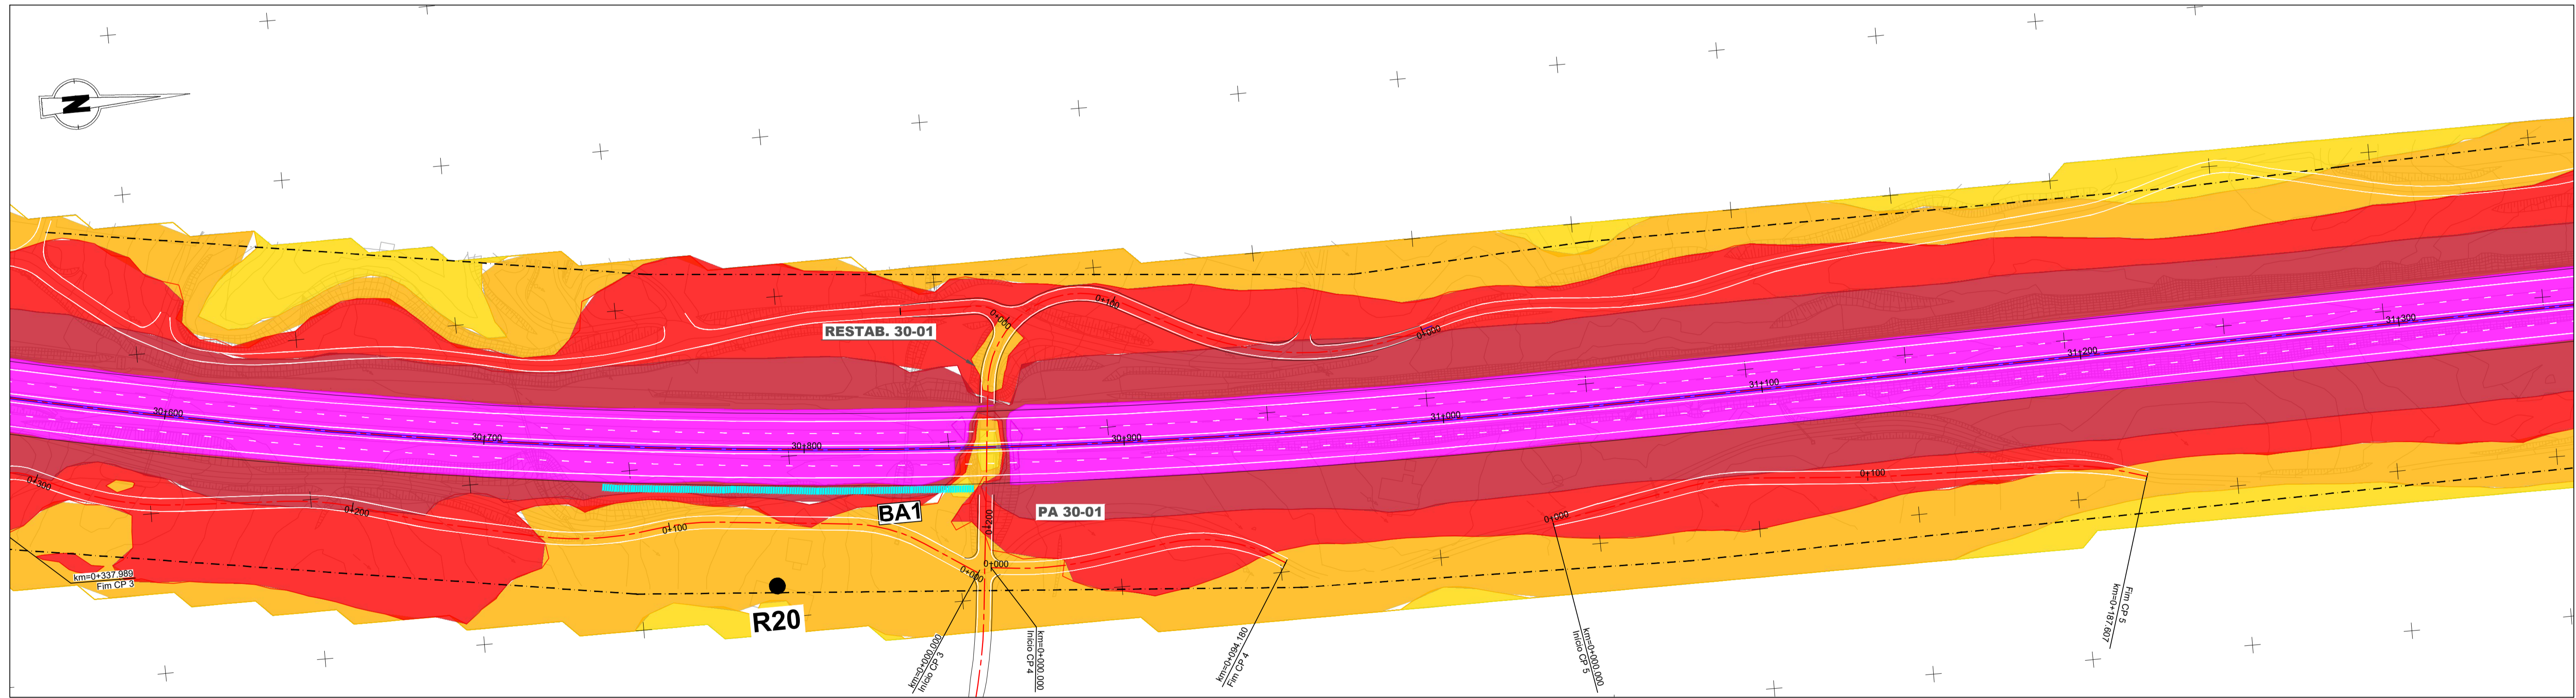 N
RESTAB. 30-01
0+000
0+100
0+000
30+600
30+700
30+800
30+900
31+000
31+100
31+200
31+300
0+300
0+200
0+100
BA1
0+200
PA 30-01
0+000
0+100
0+000
0+000
km=0+337.989
Fim CP 3
R20
km=0+000.000
Início CP 3
km=0+000.000
Início CP 4
km=0+094.180
Fim CP 4
km=0+000.000
Início CP 5
Fim CP 5
km=0+187.607